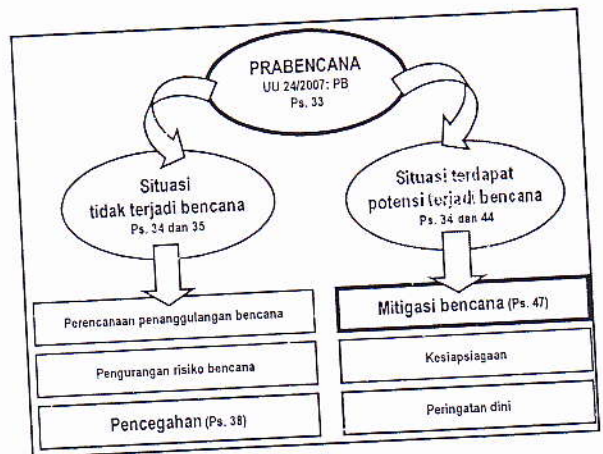 PRABENCANA
UU 24/2007: PB
Ps. 33
Situasi
tidak terjadi bencana
Ps. 34 dan 35
Situasi terdapat
potensi terjadi bencana
Ps. 34 dan 44
Perencanaan penanggulangan bencana
Pengurangan risiko bencana
Pencegahan (Ps. 38)
Mitigasi bencana (Ps. 47)
Kesiapsiagaan
Peringatan dini